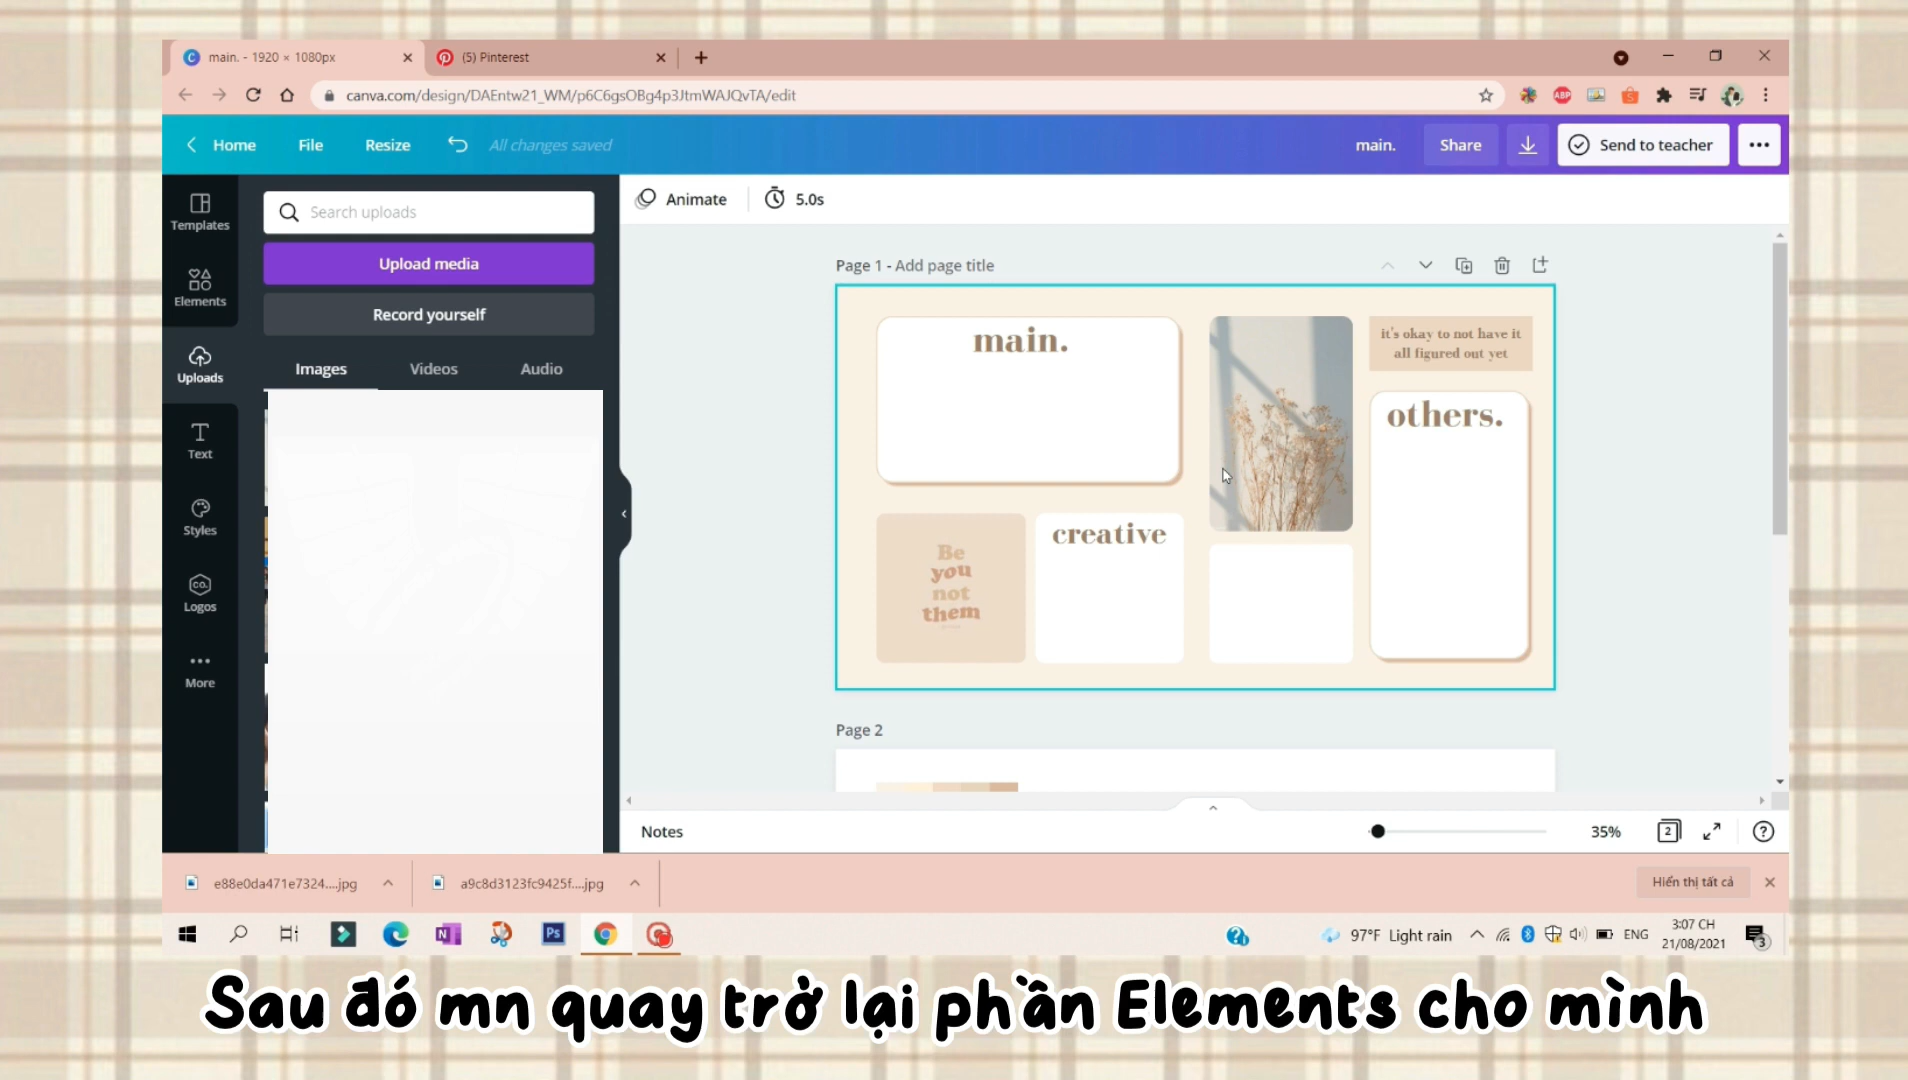 main. - 1920 × 1080px
(5) Pinterest
canva.com/design/DAEntw21_WM/p6C6gsOBg4p3JtmWAJQvTA/edit
ABP
Home
File
Resize
All changes saved
main.
Share
Send to teacher
Templates
Elements
Uploads
Text
Styles
CO.
Logos
More
Search uploads
Upload media
Record yourself
Images
Videos
Audio
Animate
5.0s
Page 1 - Add page title
main.
it's okay to not have it
all figured out yet
others.
creative
Be
you
not
them
Page 2
Notes
35%
2
e88e0da471e7324....jpg
a9c8d3123fc9425f....jpg
Hiển thị tất cả
Ps
97°F Light rain
ENG
3:07 CH
21/08/2021
3
Sau đó mn quay trở lại phần Elements cho mình